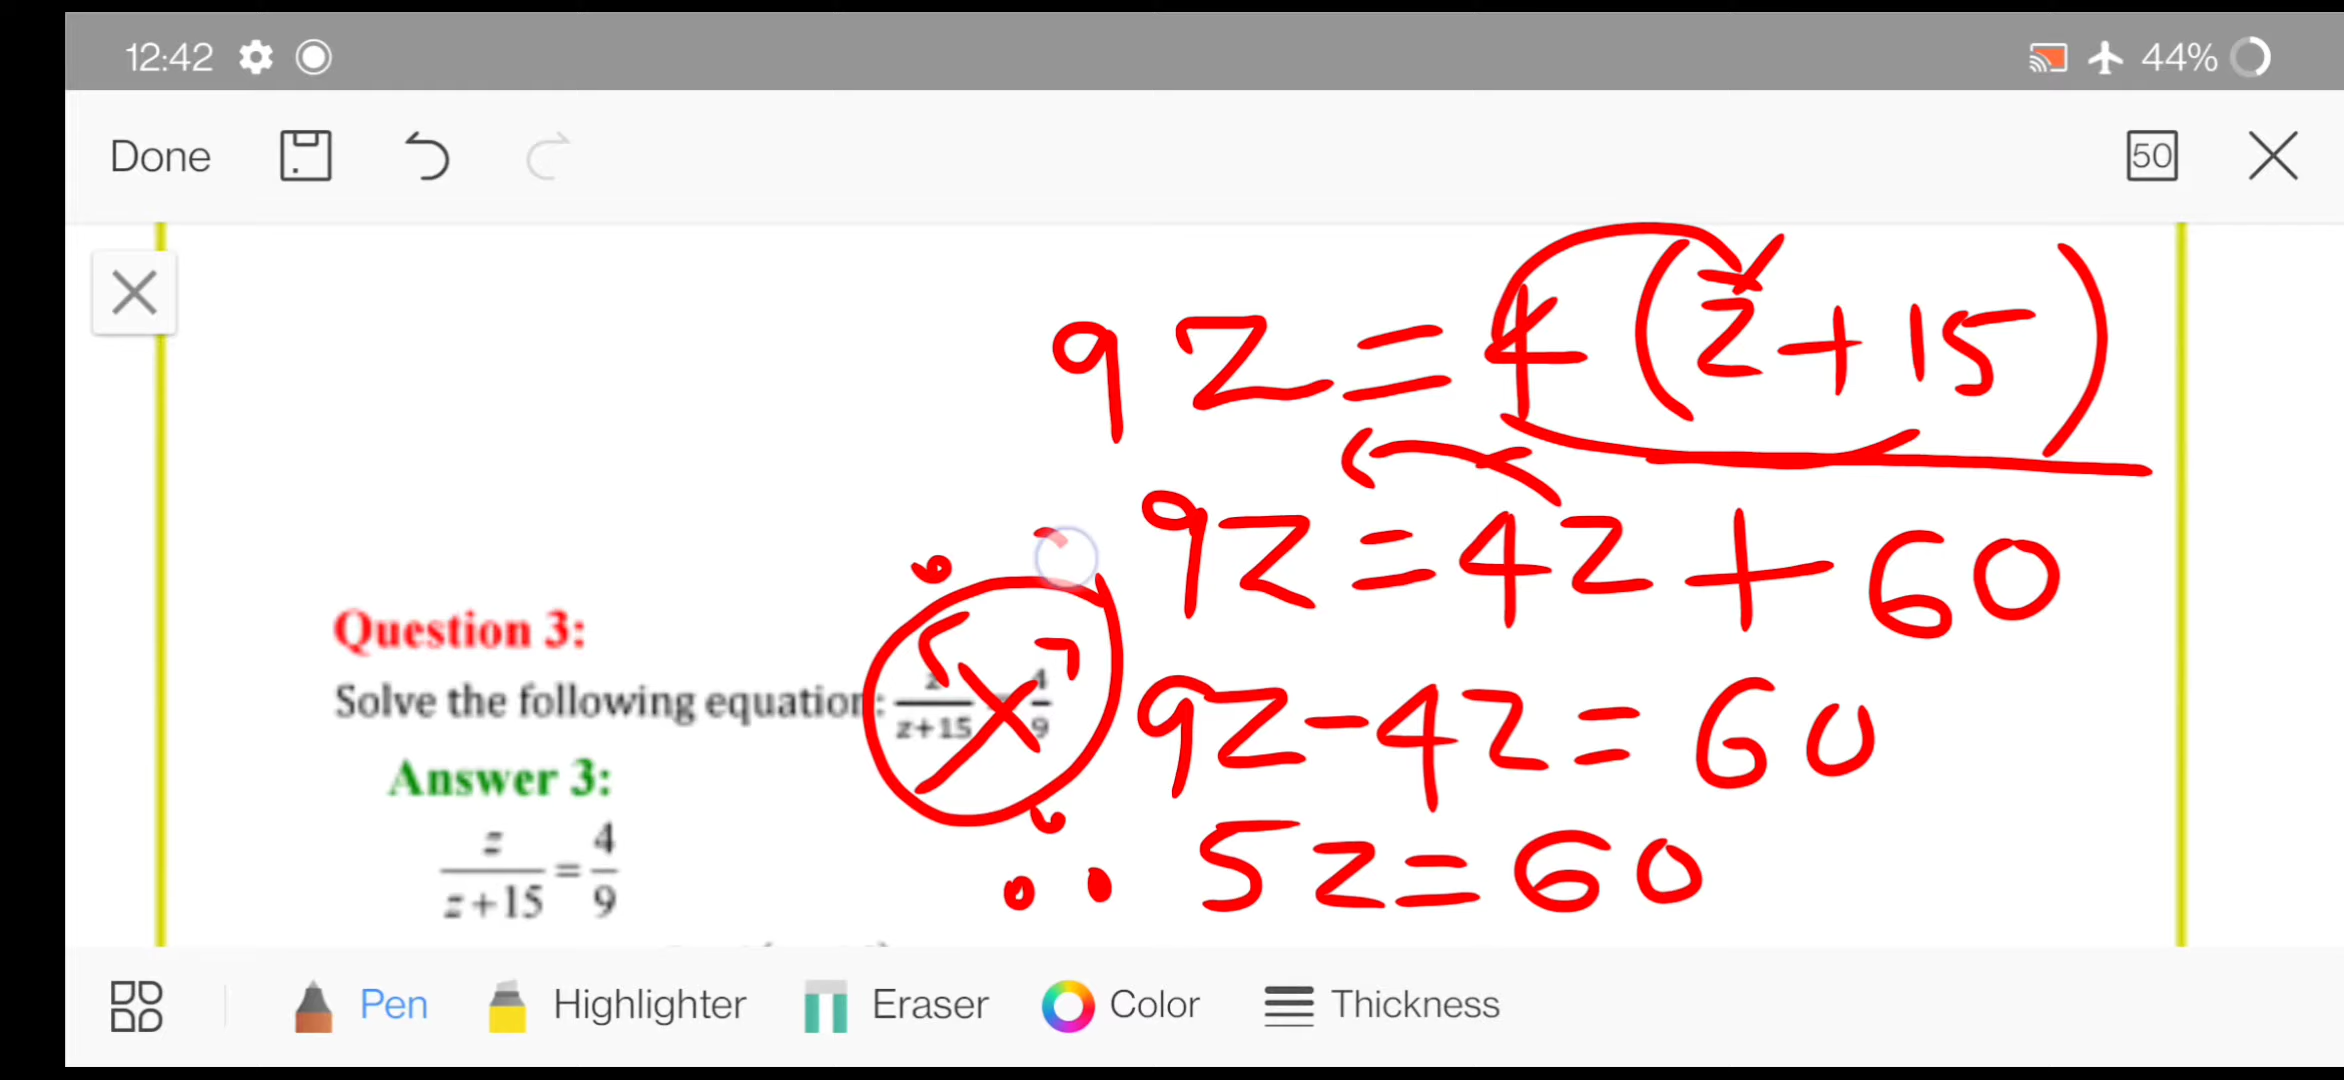 12:42 44%
Done 50
9z=4(z+15)
9z=4z+60
Question 3:
Solve the following equation: z/z+15 = 4/9
9z-4z=60
Answer 3:
z/z+15 = 4/9
∴ 5z=60
Pen Highlighter Eraser Color Thickness